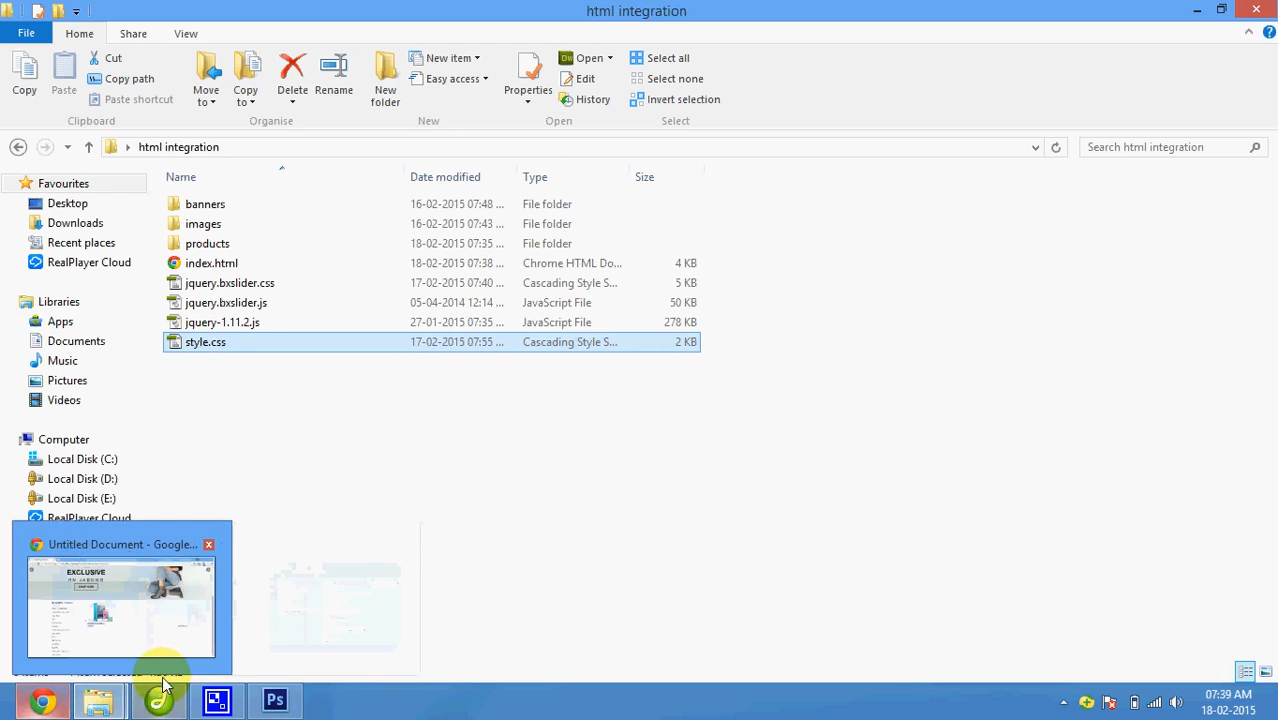 html integration
File Home Share View
Copy
Paste
Cut
Copy path
Paste shortcut
Clipboard
Move to
Copy to
Delete
Rename
Organise
New folder
New item
Easy access
New
Properties
Open
Edit
History
Open
Select all
Select none
Invert selection
Select
html integration
Search html integration
Name Date modified Type Size
banners 16-02-2015 07:48 ... File folder
images 16-02-2015 07:43 ... File folder
products 18-02-2015 07:35 ... File folder
index.html 18-02-2015 07:38 ... Chrome HTML Do... 4 KB
jquery.bxslider.css 17-02-2015 07:40 ... Cascading Style S... 5 KB
jquery.bxslider.js 05-04-2014 12:14 ... JavaScript File 50 KB
jquery-1.11.2.js 27-01-2015 07:35 ... JavaScript File 278 KB
style.css 17-02-2015 07:55 ... Cascading Style S... 2 KB
Favourites
Desktop
Downloads
Recent places
RealPlayer Cloud
Libraries
Apps
Documents
Music
Pictures
Videos
Computer
Local Disk (C:)
Local Disk (D:)
Local Disk (E:)
RealPlayer Cloud
Untitled Document - Google...
EXCLUSIVE
Dw
Ps
07:39 AM
18-02-2015